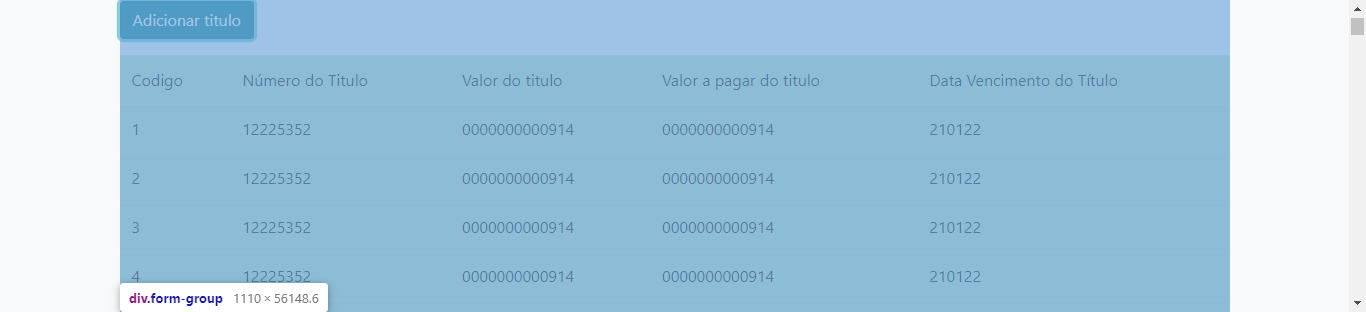 Adicionar titulo
Codigo Número do Titulo Valor do titulo Valor a pagar do titulo Data Vencimento do Título
1 12225352 0000000000914 0000000000914 210122
2 12225352 0000000000914 0000000000914 210122
3 12225352 0000000000914 0000000000914 210122
4 12225352 0000000000914 0000000000914 210122
div.form-group 1110 × 56148.6